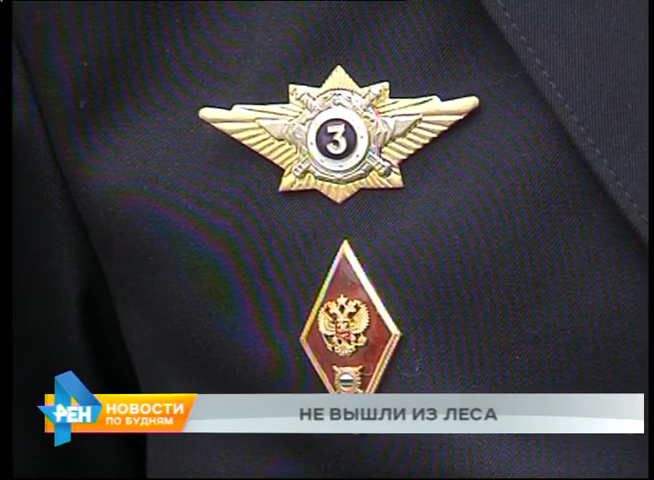 3
РЕН
НОВОСТИ
ПО БУДНЯМ
НЕ ВЫШЛИ ИЗ ЛЕСА